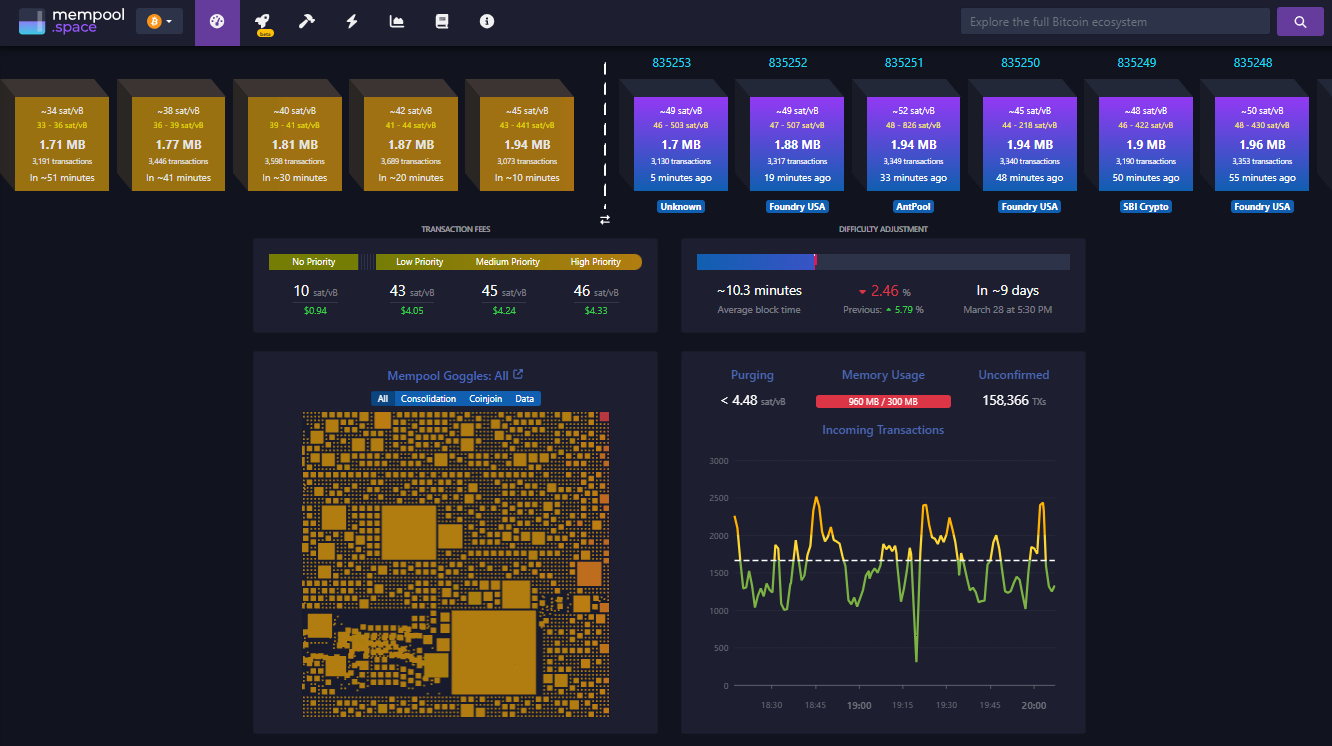 mempool
.space
beta
Explore the full Bitcoin ecosystem
835253 835252 835251 835250 835249 835248
~34 sat/vB ~38 sat/vB ~40 sat/vB ~42 sat/vB ~45 sat/vB ~49 sat/vB ~49 sat/vB ~52 sat/vB ~45 sat/vB ~48 sat/vB ~50 sat/vB
33 - 36 sat/vB 36 - 39 sat/vB 39 - 41 sat/vB 41 - 44 sat/vB 43 - 441 sat/vB 46 - 503 sat/vB 47 - 507 sat/vB 48 - 826 sat/vB 44 - 218 sat/vB 46 - 422 sat/vB 48 - 430 sat/vB
1.71 MB 1.77 MB 1.81 MB 1.87 MB 1.94 MB 1.7 MB 1.88 MB 1.94 MB 1.94 MB 1.9 MB 1.96 MB
3,191 transactions 3,446 transactions 3,598 transactions 3,689 transactions 3,073 transactions 3,130 transactions 3,317 transactions 3,349 transactions 3,340 transactions 3,190 transactions 3,353 transactions
In ~51 minutes In ~41 minutes In ~30 minutes In ~20 minutes In ~10 minutes 5 minutes ago 19 minutes ago 33 minutes ago 48 minutes ago 50 minutes ago 55 minutes ago
Unknown Foundry USA AntPool Foundry USA SBI Crypto Foundry USA
TRANSACTION FEES
No Priority Low Priority Medium Priority High Priority
10 sat/vB 43 sat/vB 45 sat/vB 46 sat/vB
$0.94 $4.05 $4.24 $4.33
DIFFICULTY ADJUSTMENT
~10.3 minutes 2.46 % In ~9 days
Average block time Previous: 5.79 % March 28 at 5:30 PM
Mempool Goggles: All
All Consolidation Coinjoin Data
Purging Memory Usage Unconfirmed
< 4.48 sat/vB 960 MB / 300 MB 158,366 TXs
Incoming Transactions
3000
2500
2000
1500
1000
500
0
18:30 18:45 19:00 19:15 19:30 19:45 20:00